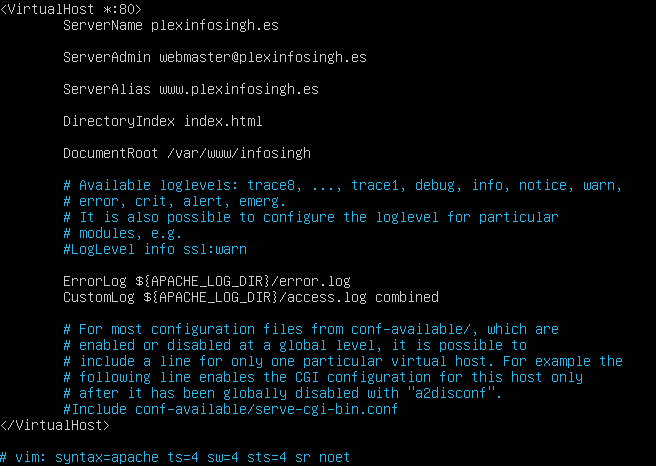 <VirtualHost *:80>
ServerName plexinfosingh.es
ServerAdmin webmaster@plexinfosingh.es
ServerAlias www.plexinfosingh.es
DirectoryIndex index.html
DocumentRoot /var/www/infosingh
# Available loglevels: trace8, ..., trace1, debug, info, notice, warn,
# error, crit, alert, emerg.
# It is also possible to configure the loglevel for particular
# modules, e.g.
#LogLevel info ssl:warn
ErrorLog ${APACHE_LOG_DIR}/error.log
CustomLog ${APACHE_LOG_DIR}/access.log combined
# For most configuration files from conf-available/, which are
# enabled or disabled at a global level, it is possible to
# include a line for only one particular virtual host. For example the
# following line enables the CGI configuration for this host only
# after it has been globally disabled with "a2disconf".
#Include conf-available/serve-cgi-bin.conf
</VirtualHost>
# vim: syntax=apache ts=4 sw=4 sts=4 sr noet